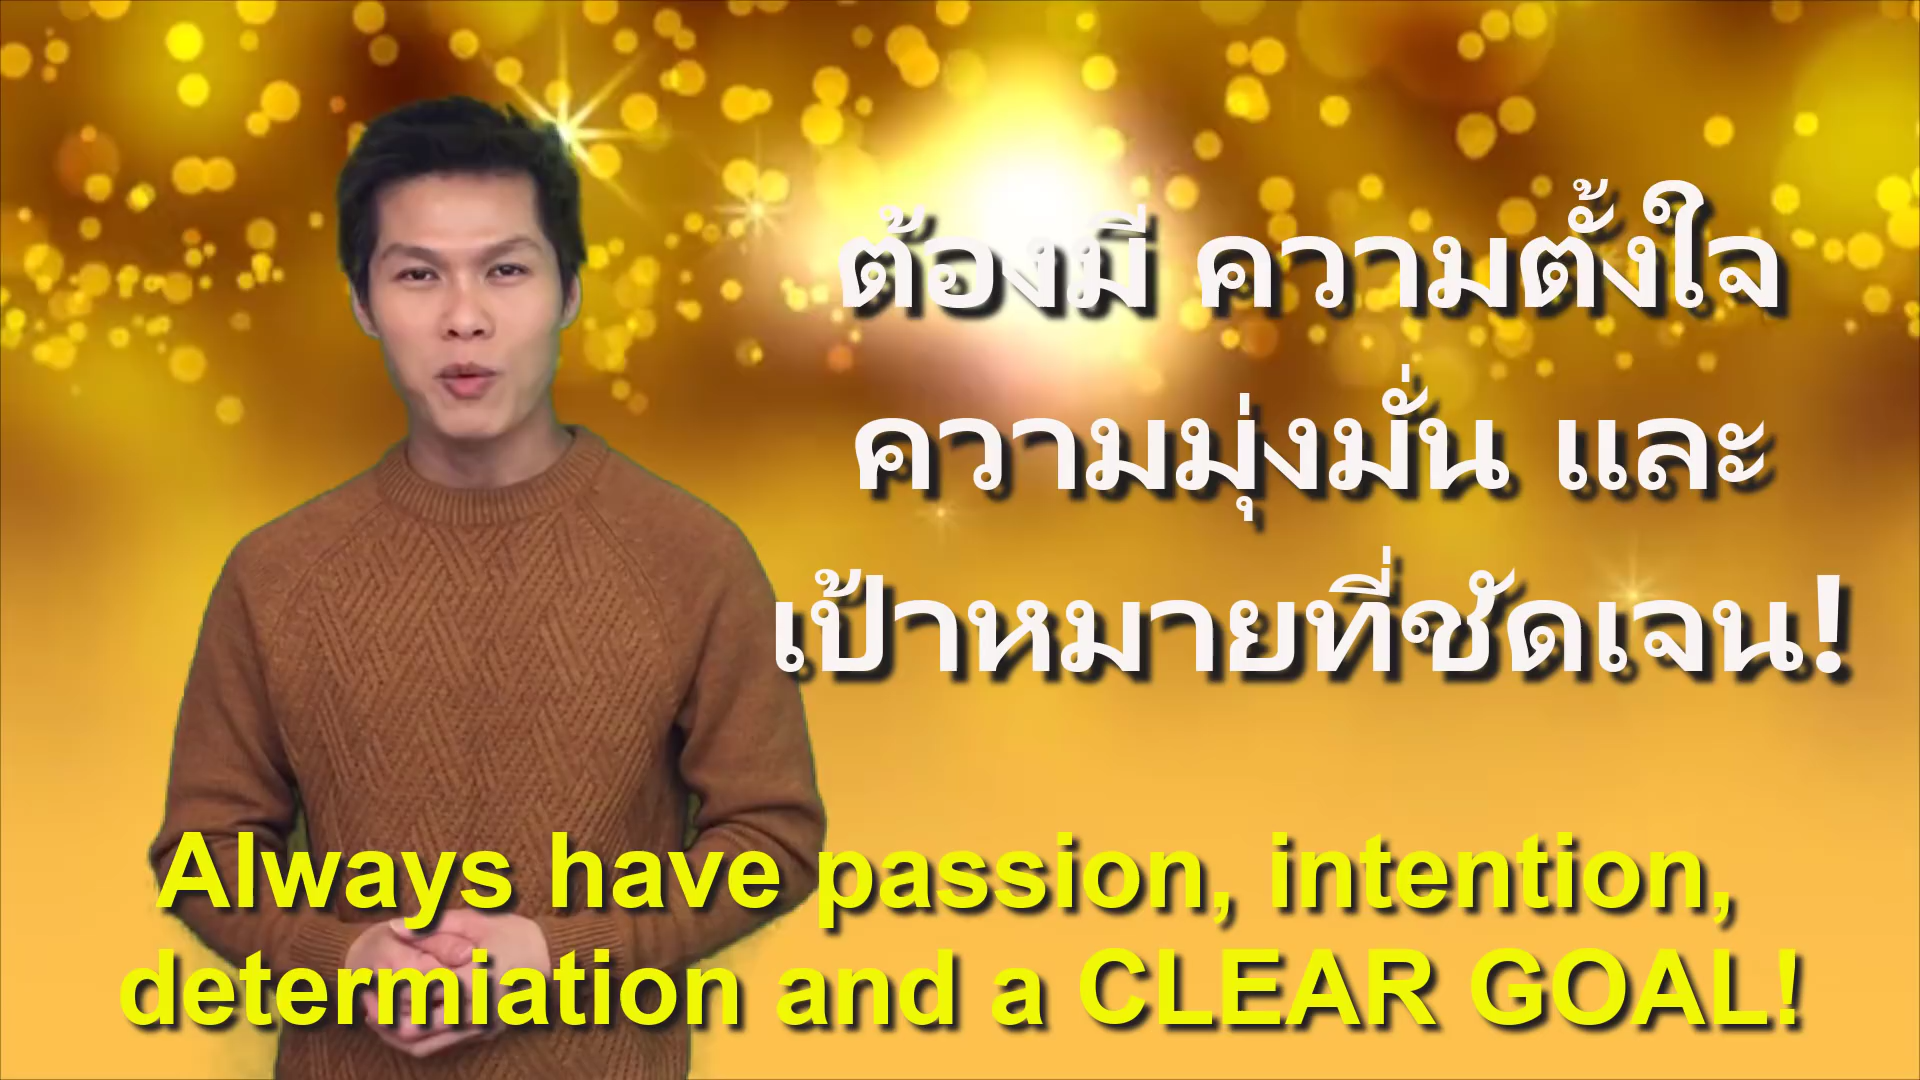 ต้องมี ความตั้งใจ
ความมุ่งมั่น และ
เป้าหมายที่ชัดเจน!
Always have passion, intention,
determiation and a CLEAR GOAL!